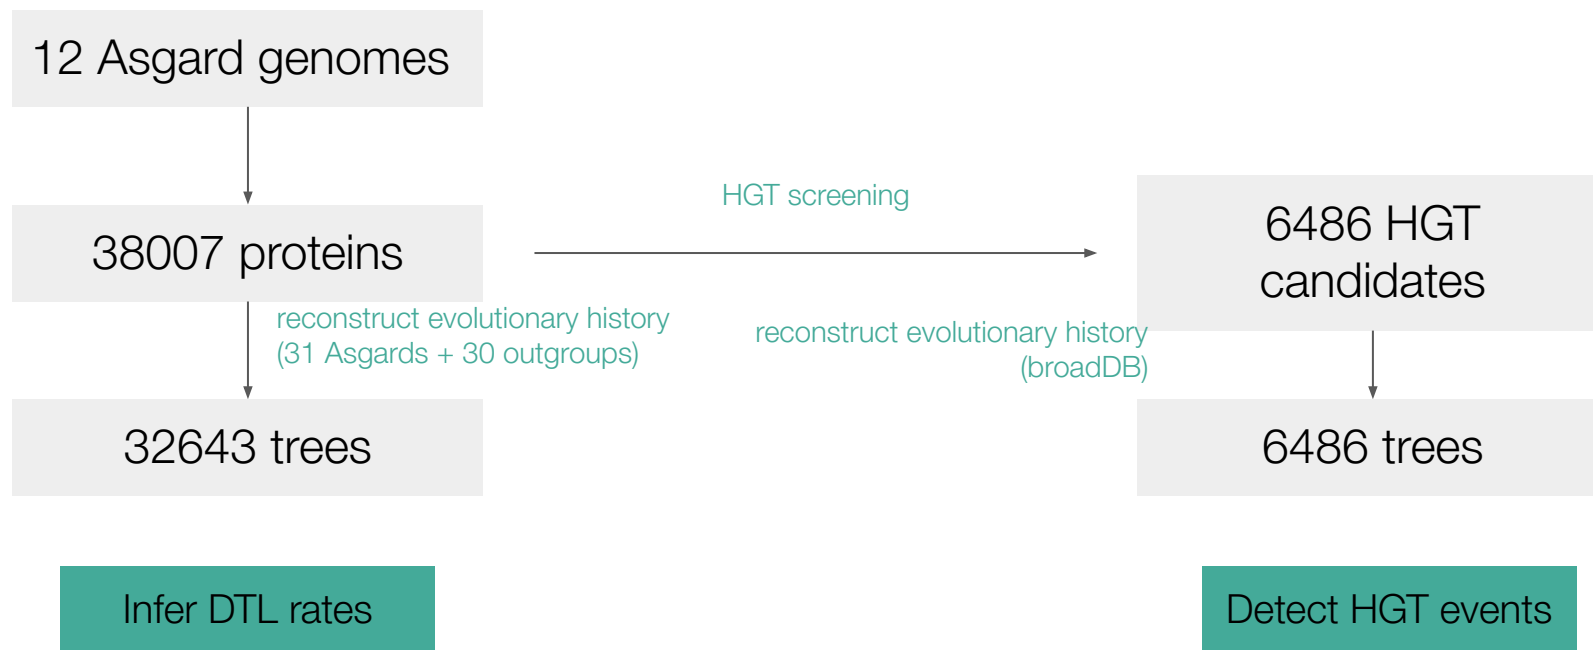 12 Asgard genomes
38007 proteins
HGT screening
6486 HGT
candidates
reconstruct evolutionary history
(31 Asgards + 30 outgroups)
reconstruct evolutionary history
(broadDB)
32643 trees
6486 trees
Infer DTL rates
Detect HGT events